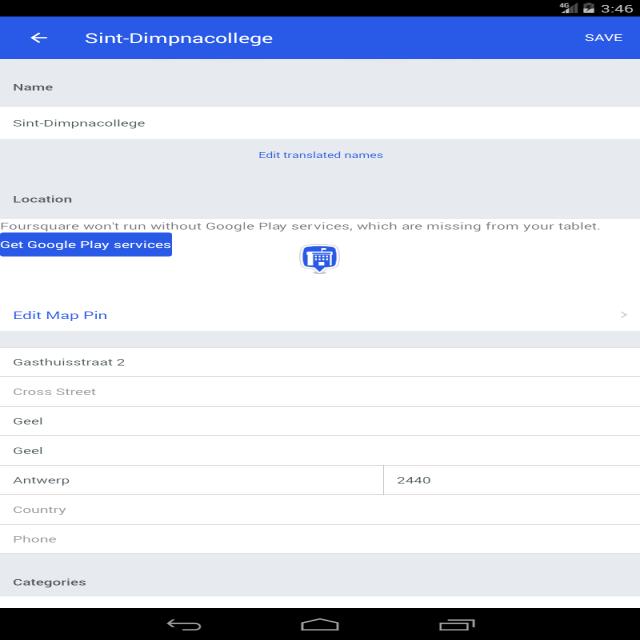 4G 3:46
Sint-Dimpnacollege SAVE
Name
Sint-Dimpnacollege
Edit translated names
Location
Foursquare won't run without Google Play services, which are missing from your tablet.
Get Google Play services
Edit Map Pin >
Gasthuisstraat 2
Cross Street
Geel
Geel
Antwerp 2440
Country
Phone
Categories